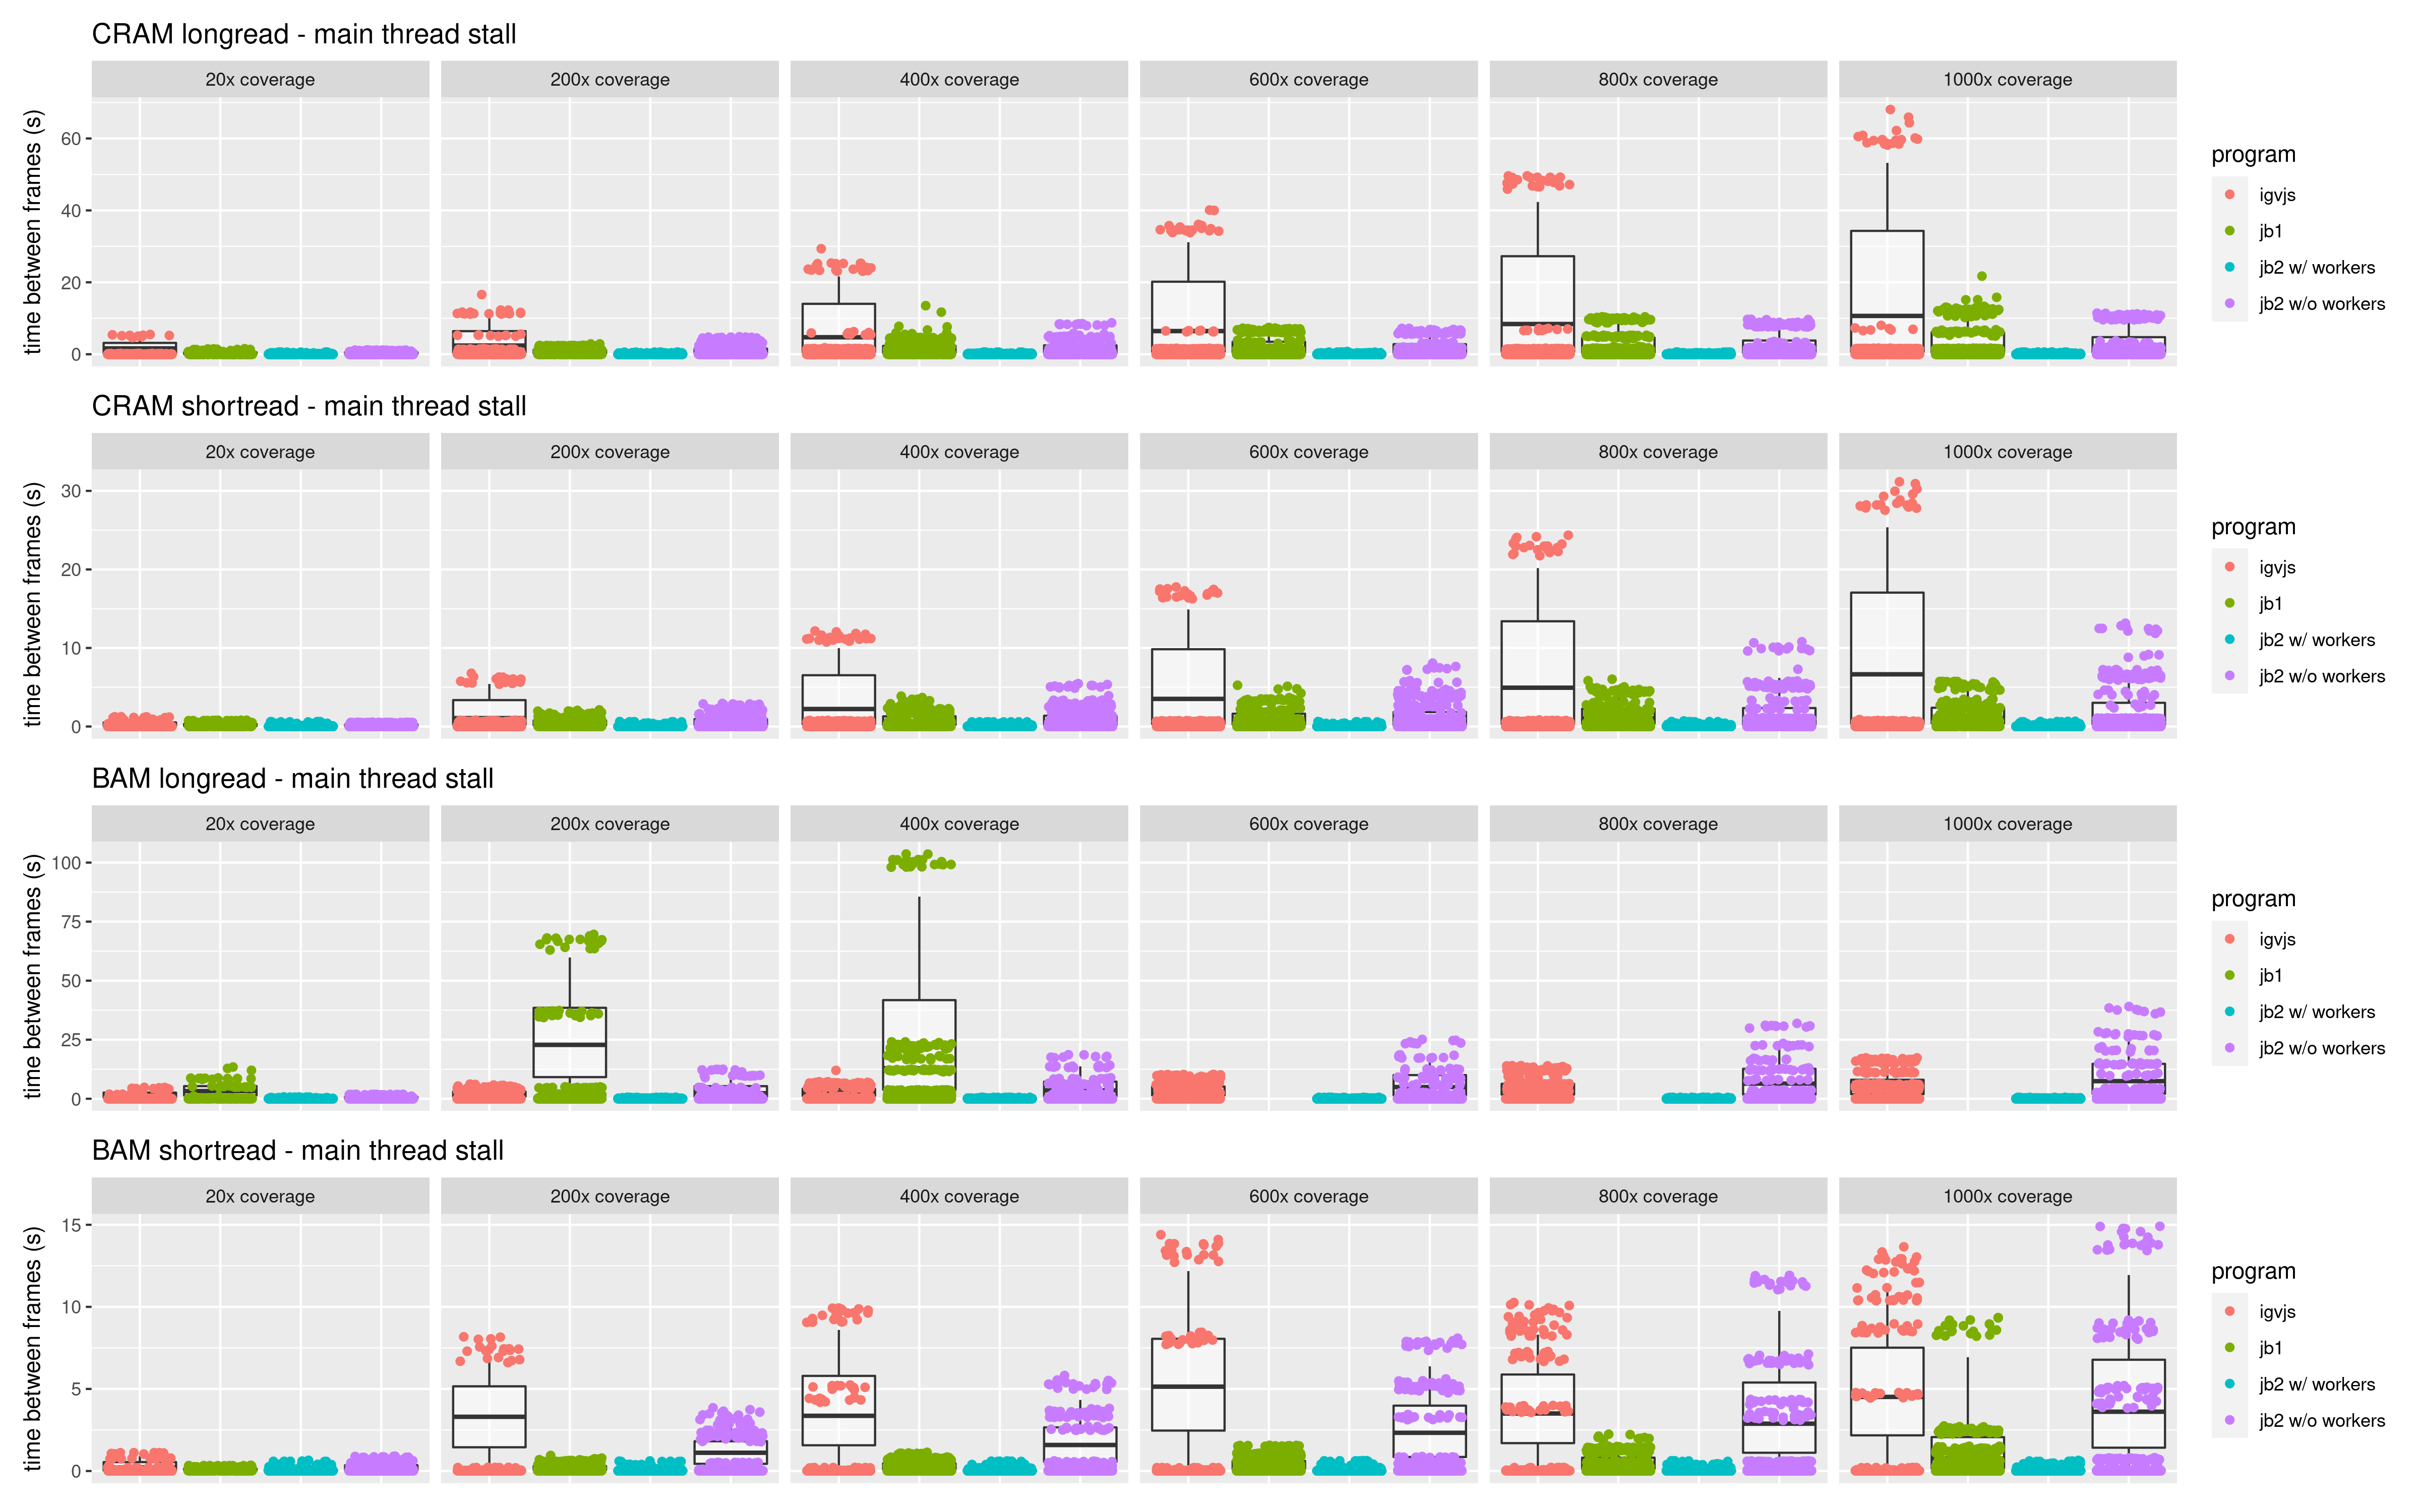 CRAM longread - main thread stall
20x coverage 200x coverage 400x coverage 600x coverage 800x coverage 1000x coverage
time between frames (s)
60
40
20
0
program
igvjs
jb1
jb2 w/ workers
jb2 w/o workers
CRAM shortread - main thread stall
20x coverage 200x coverage 400x coverage 600x coverage 800x coverage 1000x coverage
time between frames (s)
30
20
10
0
program
igvjs
jb1
jb2 w/ workers
jb2 w/o workers
BAM longread - main thread stall
20x coverage 200x coverage 400x coverage 600x coverage 800x coverage 1000x coverage
time between frames (s)
100
75
50
25
0
program
igvjs
jb1
jb2 w/ workers
jb2 w/o workers
BAM shortread - main thread stall
20x coverage 200x coverage 400x coverage 600x coverage 800x coverage 1000x coverage
time between frames (s)
15
10
5
0
program
igvjs
jb1
jb2 w/ workers
jb2 w/o workers